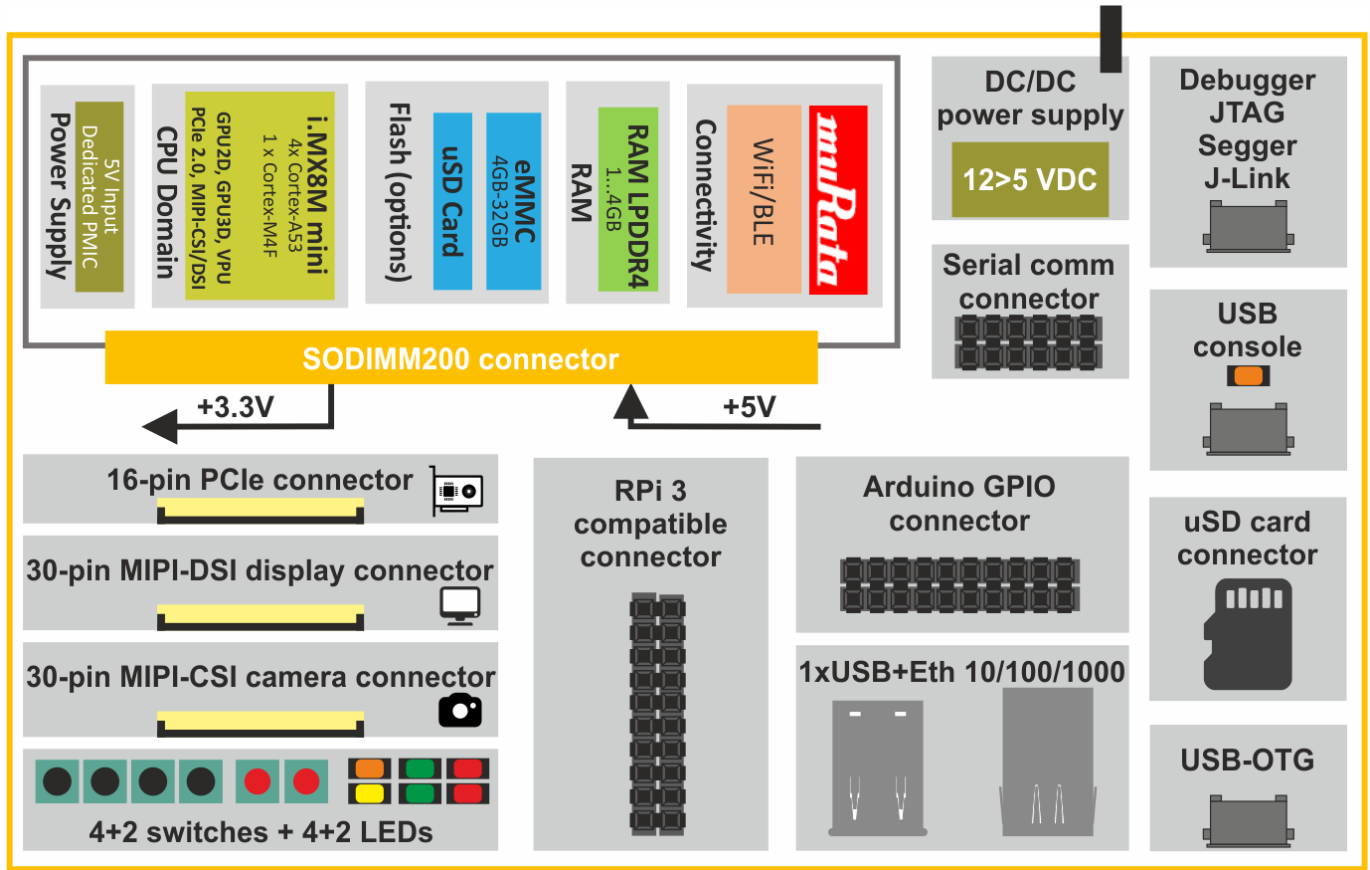 5V Input
Dedicated PMIC
Power Supply
i.MX8M mini
4x Cortex-A53
1 x Cortex-M4F
GPU2D, GPU3D, VPU
PCIe 2.0, MIPI-CSI/DSI
CPU Domain
eMMC
4GB-32GB
uSD Card
Flash (options)
RAM LPDDR4
1...4GB
RAM
muRata
WiFi/BLE
Connectivity
SODIMM200 connector
+3.3V
+5V
DC/DC
power supply
12>5 VDC
Debugger
JTAG
Segger
J-Link
Serial comm
connector
USB
console
16-pin PCIe connector
30-pin MIPI-DSI display connector
30-pin MIPI-CSI camera connector
4+2 switches + 4+2 LEDs
RPi 3
compatible
connector
Arduino GPIO
connector
1xUSB+Eth 10/100/1000
uSD card
connector
USB-OTG